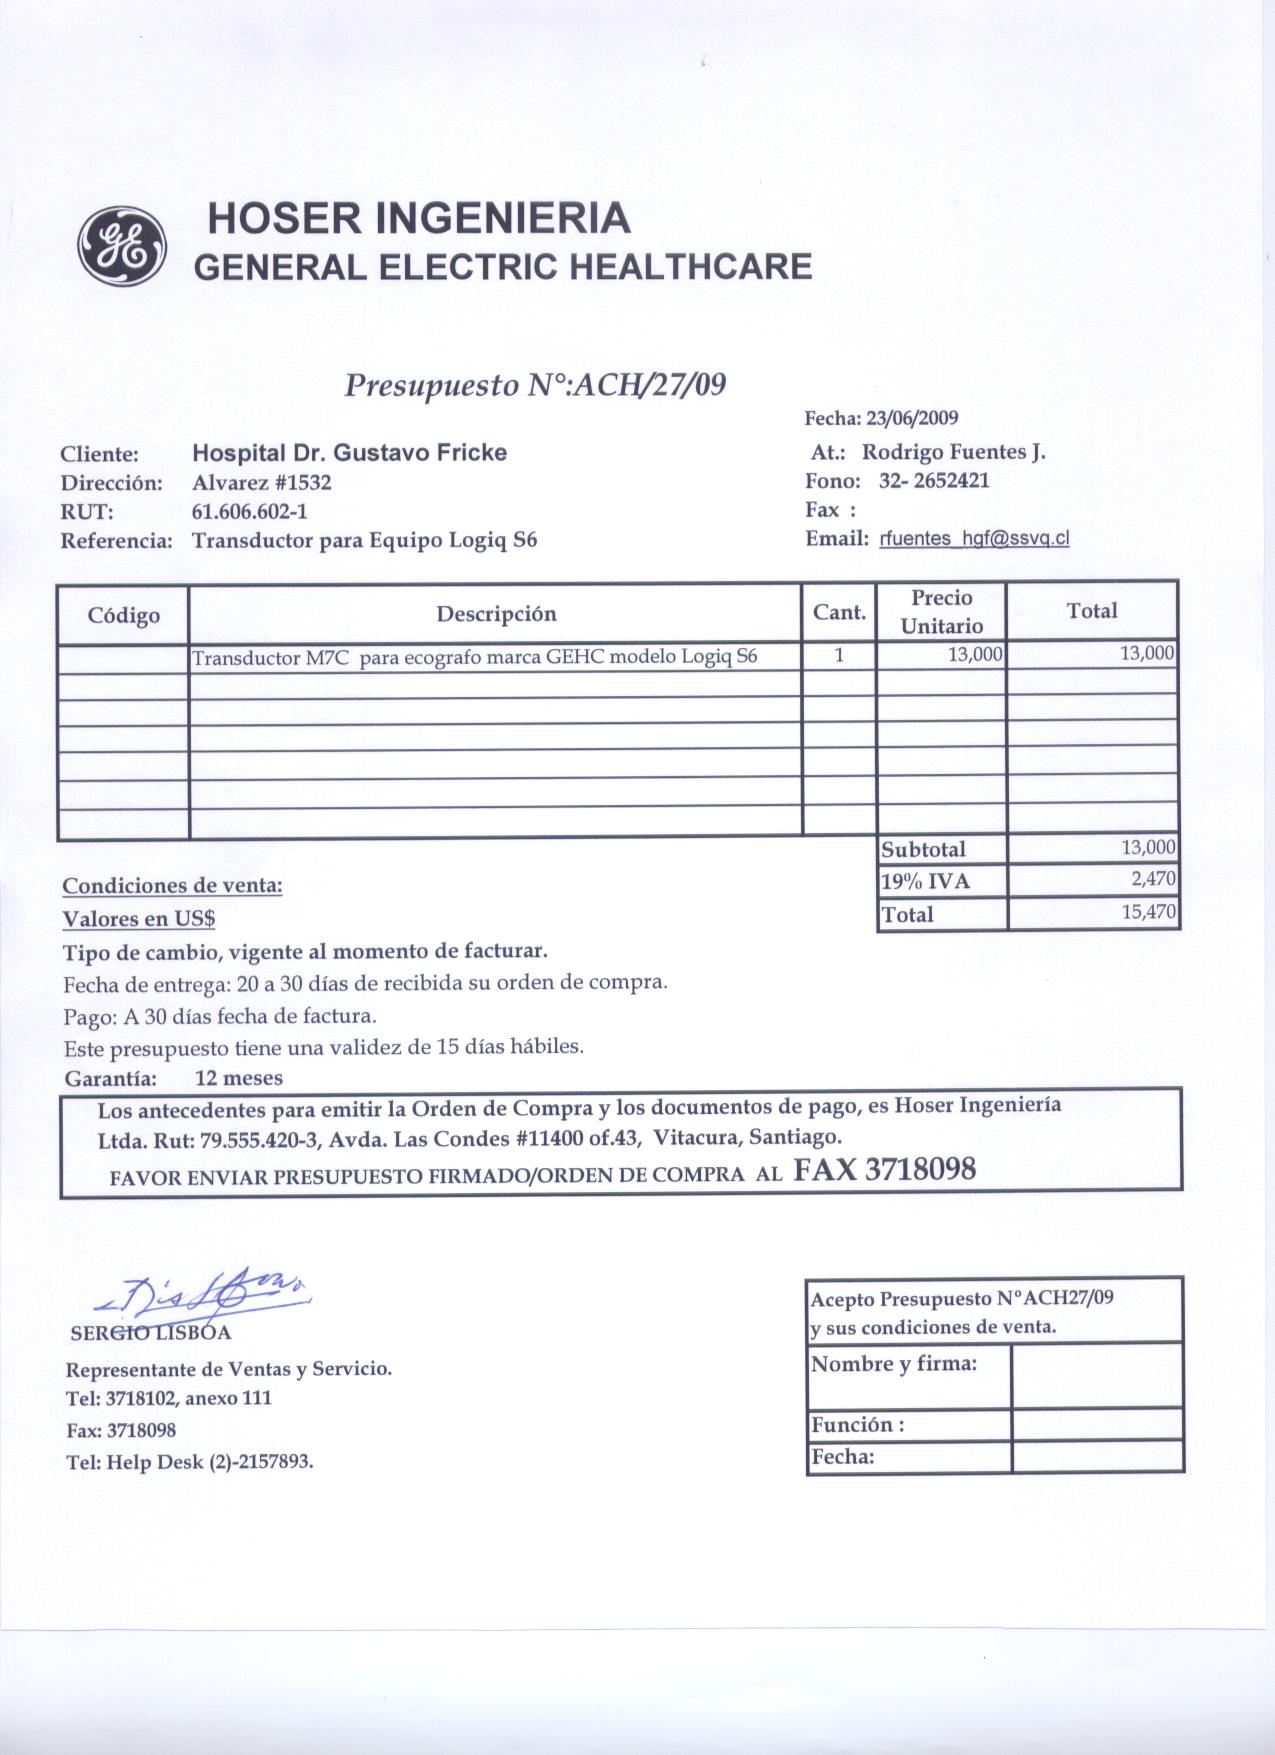 GE
HOSER INGENIERIA
GENERAL ELECTRIC HEALTHCARE
Presupuesto N°:ACH/27/09
Fecha: 23/06/2009
Cliente: Hospital Dr. Gustavo Fricke
At.: Rodrigo Fuentes J.
Dirección: Alvarez #1532
Fono: 32- 2652421
RUT: 61.606.602-1
Fax :
Referencia: Transductor para Equipo Logiq S6
Email: rfuentes_hgf@ssvq.cl
Código Descripción Cant. Precio Unitario Total
Transductor M7C para ecografo marca GEHC modelo Logiq S6 1 13,000 13,000
Subtotal 13,000
19% IVA 2,470
Total 15,470
Condiciones de venta:
Valores en US$
Tipo de cambio, vigente al momento de facturar.
Fecha de entrega: 20 a 30 días de recibida su orden de compra.
Pago: A 30 días fecha de factura.
Este presupuesto tiene una validez de 15 días hábiles.
Garantía: 12 meses
Los antecedentes para emitir la Orden de Compra y los documentos de pago, es Hoser Ingeniería
Ltda. Rut: 79.555.420-3, Avda. Las Condes #11400 of.43, Vitacura, Santiago.
FAVOR ENVIAR PRESUPUESTO FIRMADO/ORDEN DE COMPRA AL FAX 3718098
SERGIO LISBOA
Representante de Ventas y Servicio.
Tel: 3718102, anexo 111
Fax: 3718098
Tel: Help Desk (2)-2157893.
Acepto Presupuesto N°ACH27/09
y sus condiciones de venta.
Nombre y firma:
Función :
Fecha: